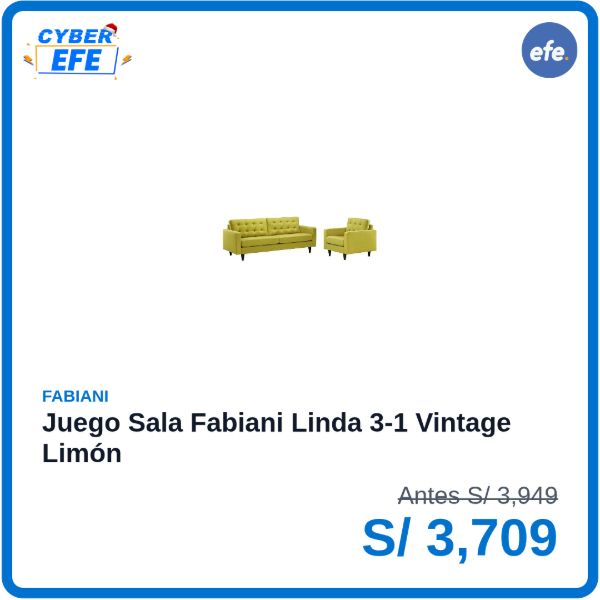 CYBER
EFE
efe.
FABIANI
Juego Sala Fabiani Linda 3-1 Vintage
Limón
Antes S/ 3,949
S/ 3,709